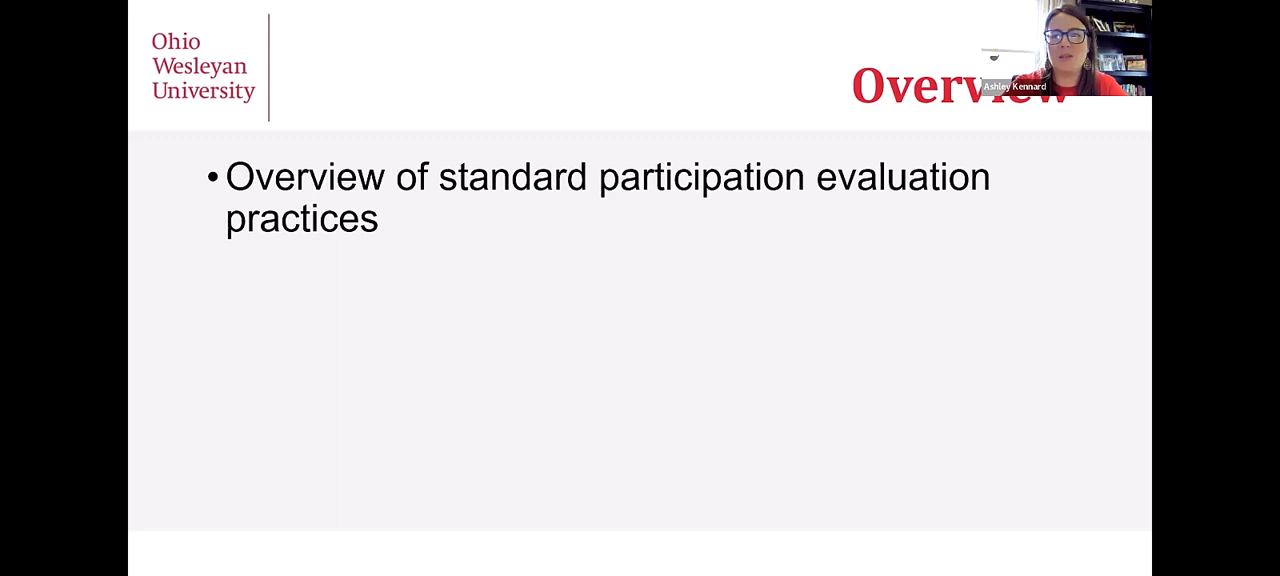 Ohio
Wesleyan
University
Overview
Ashley Kennard
• Overview of standard participation evaluation
practices